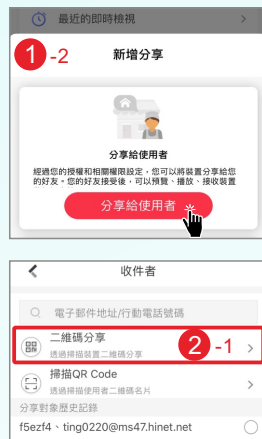 最近的即時檢視
1-2 新增分享
分享給使用者
經過您的授權和相關權限設定，您可以將裝置分享給您
的好友。您的好友接受後，可以預覽、播放、接收裝置
分享給使用者
收件者
電子郵件地址/行動電話號碼
二維碼分享
透過掃描裝置二維碼分享
2-1
掃描QR Code
透過掃描使用者二維碼名片
分享對象歷史記錄
f5ezf4、ting0220@ms47.hinet.net